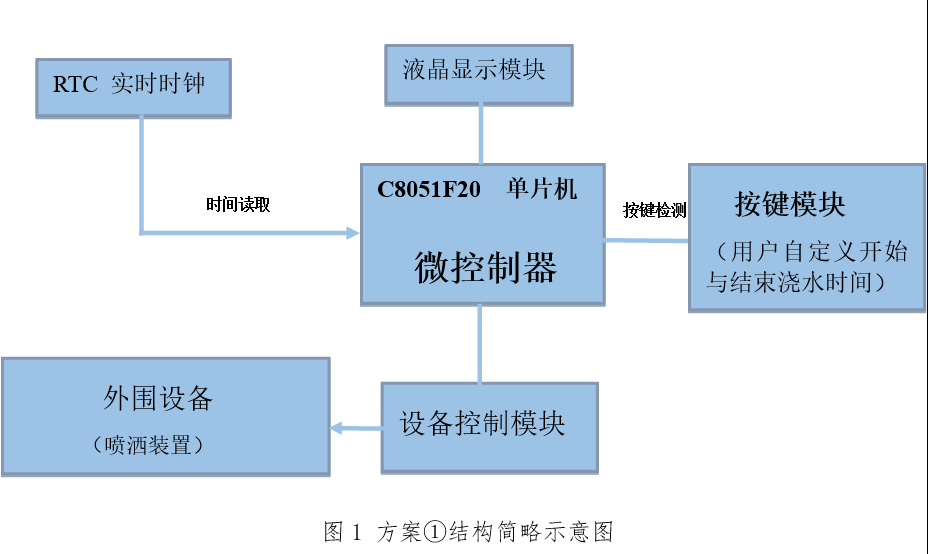 RTC 实时时钟
液晶显示模块
时间读取
C8051F20 单片机
微控制器
按键检测
按键模块
（用户自定义开始
与结束浇水时间）
外围设备
（喷洒装置）
设备控制模块
图 1 方案①结构简略示意图